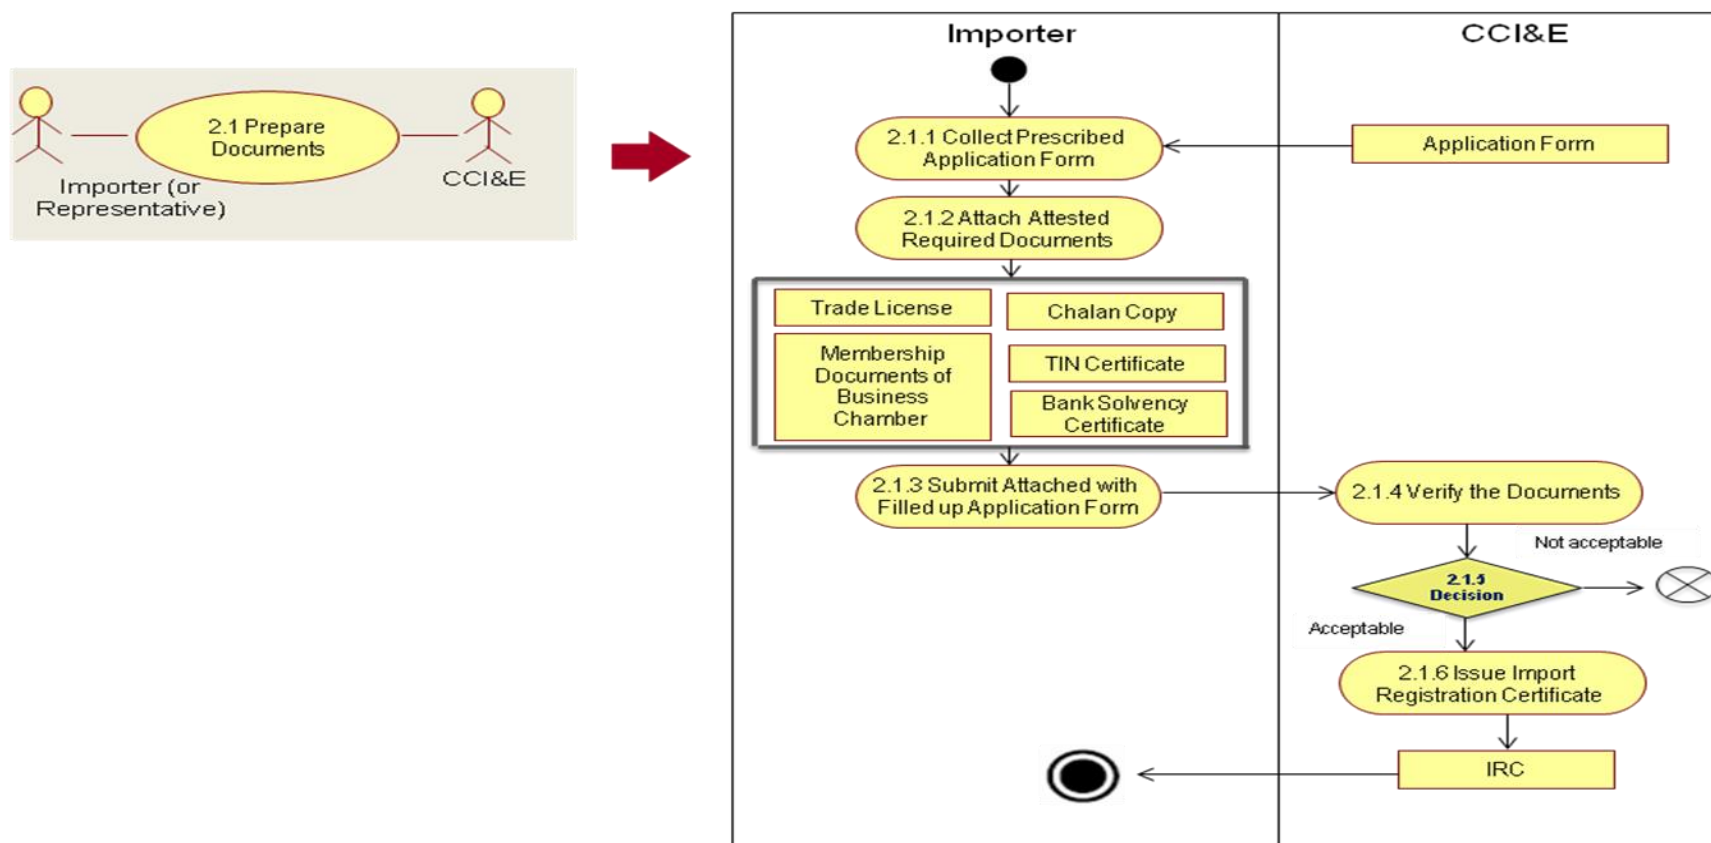 2.1 Prepare
Documents
Importer (or
Representative)
CCI&E
Importer
CCI&E
2.1.1 Collect Prescribed
Application Form
Application Form
2.1.2 Attach Attested
Required Documents
Trade License
Chalan Copy
Membership
Documents of
Business
Chamber
TIN Certificate
Bank Solvency
Certificate
2.1.3 Submit Attached with
Filled up Application Form
2.1.4 Verify the Documents
Not acceptable
2.1.5
Decision
Acceptable
2.1.6 Issue Import
Registration Certificate
IRC